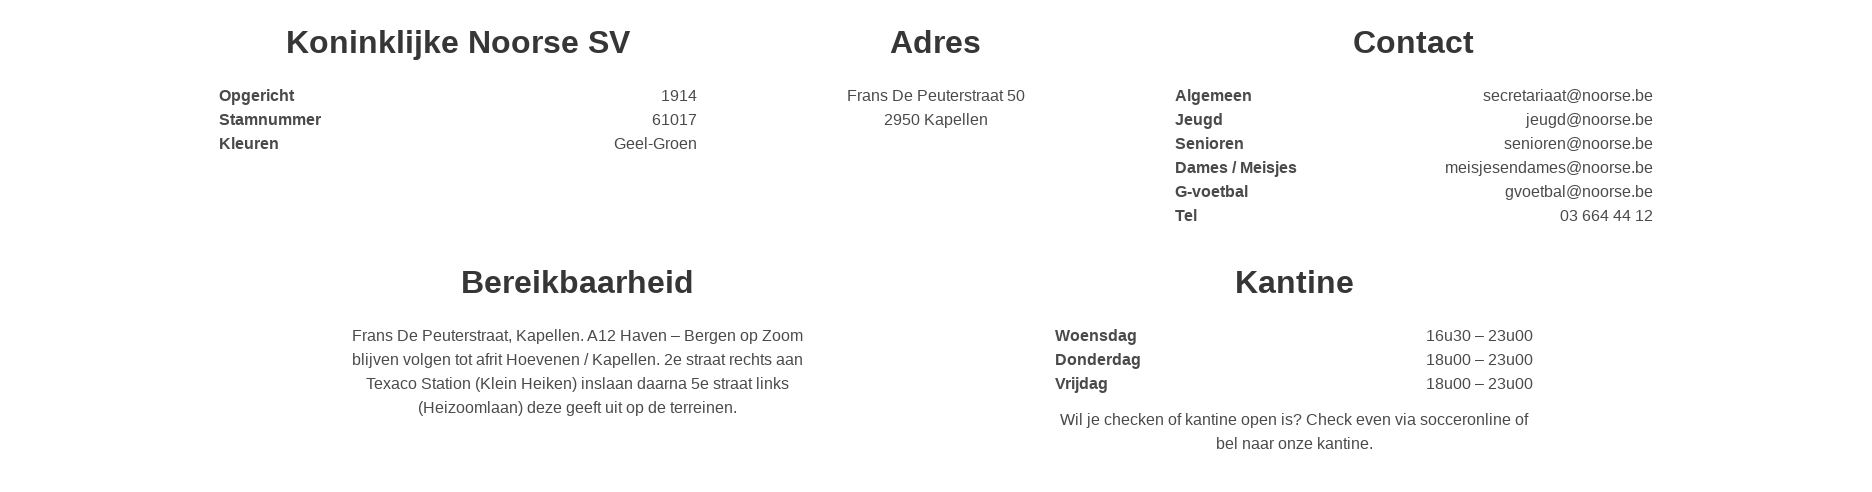 Koninklijke Noorse SV
Opgericht 1914
Stamnummer 61017
Kleuren Geel-Groen
Adres
Frans De Peuterstraat 50
2950 Kapellen
Contact
Algemeen secretariaat@noorse.be
Jeugd jeugd@noorse.be
Senioren senioren@noorse.be
Dames / Meisjes meisjesendames@noorse.be
G-voetbal gvoetbal@noorse.be
Tel 03 664 44 12
Bereikbaarheid
Frans De Peuterstraat, Kapellen. A12 Haven – Bergen op Zoom
blijven volgen tot afrit Hoevenen / Kapellen. 2e straat rechts aan
Texaco Station (Klein Heiken) inslaan daarna 5e straat links
(Heizoomlaan) deze geeft uit op de terreinen.
Kantine
Woensdag 16u30 – 23u00
Donderdag 18u00 – 23u00
Vrijdag 18u00 – 23u00
Wil je checken of kantine open is? Check even via socceronline of
bel naar onze kantine.